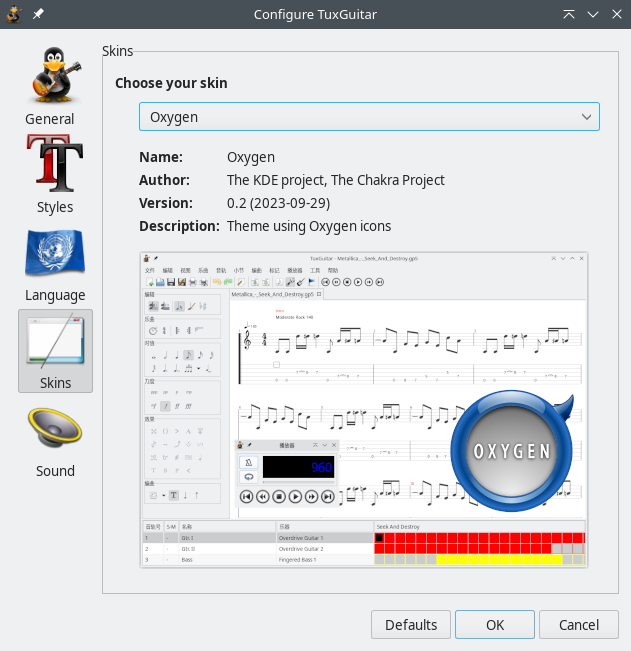 Configure TuxGuitar
Skins
General
Styles
Language
Skins
Sound
Choose your skin
Oxygen
Name: Oxygen
Author: The KDE project, The Chakra Project
Version: 0.2 (2023-09-29)
Description: Theme using Oxygen icons
TuxGuitar - Metallica_-_Seek_And_Destroy.gp5
文件 编辑 视图 乐曲 音轨 小节 拍曲 标记 播放器 工具 帮助
编辑
Metallica_-_Seek_And_Destroy.gp5
Moderate Rock 140
乐曲
时值
力度
效果
播放器
960
OXYGEN
音轨号 S-M 名称 乐器 Seek And Destroy
1 Gtr. I Overdrive Guitar 1
2 Gtr. II Overdrive Guitar 2
3 Bass Fingered Bass 1
Defaults
OK
Cancel